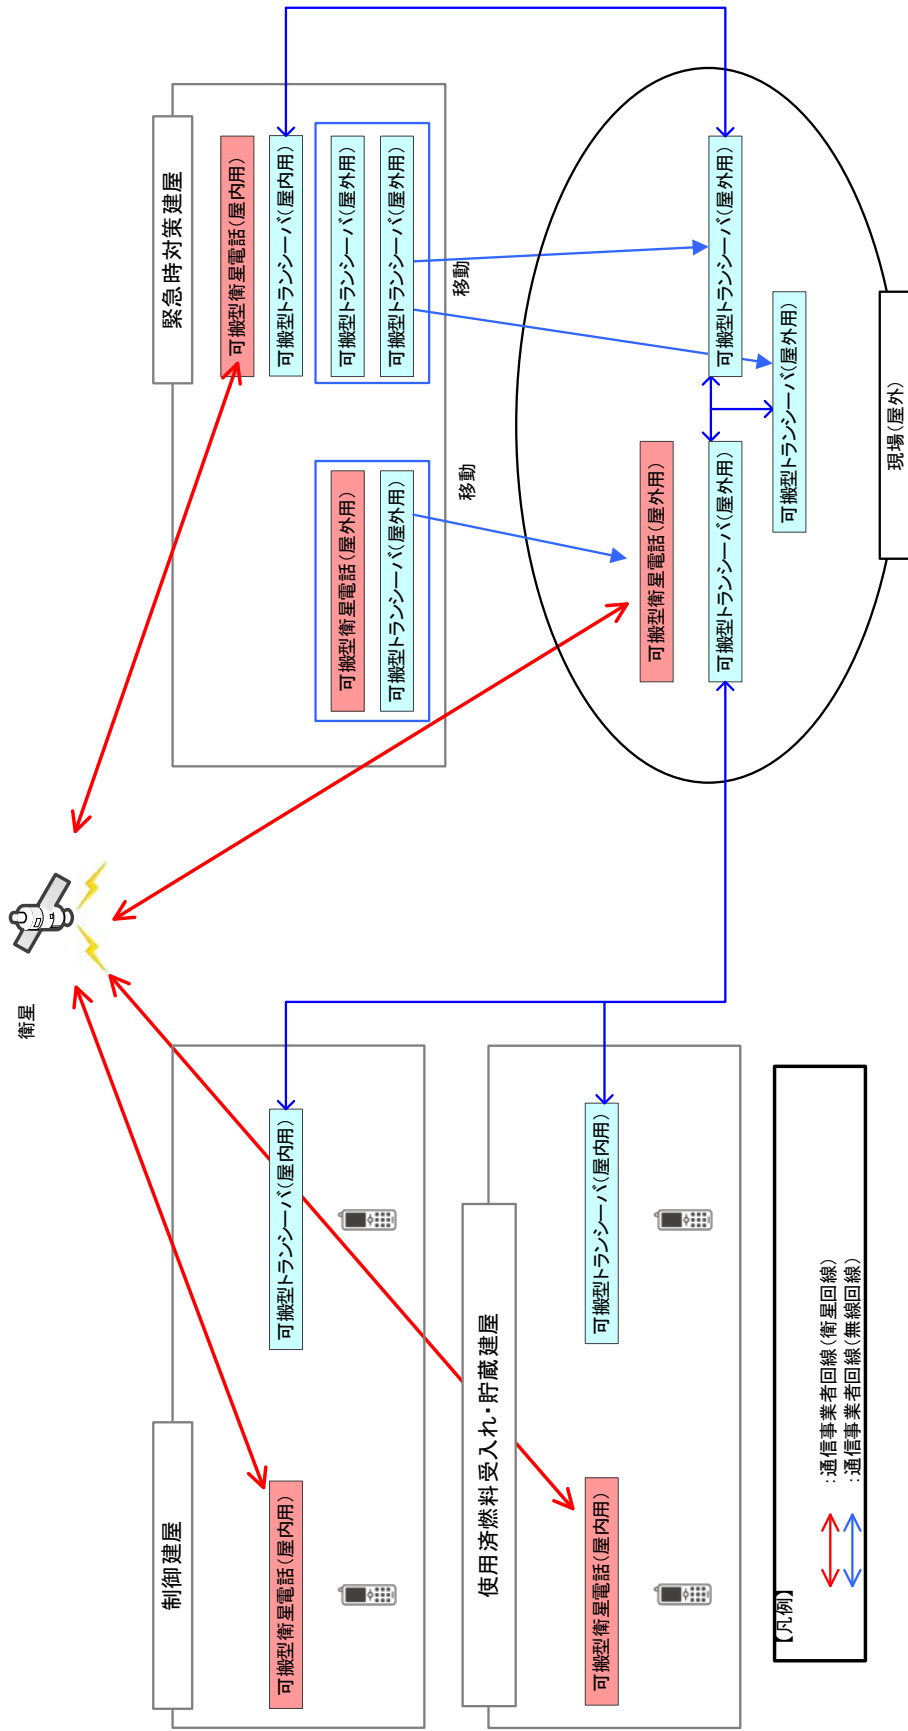 衛星
制御建屋
可搬型衛星電話(屋内用)
可搬型トランシーバ(屋内用)
使用済燃料受入れ・貯蔵建屋
可搬型衛星電話(屋内用)
可搬型トランシーバ(屋内用)
緊急時対策建屋
可搬型衛星電話(屋内用)
可搬型トランシーバ(屋内用)
可搬型衛星電話(屋外用)
可搬型トランシーバ(屋外用)
可搬型トランシーバ(屋外用)
可搬型トランシーバ(屋外用)
移動
移動
可搬型衛星電話(屋外用)
可搬型トランシーバ(屋外用)
可搬型トランシーバ(屋外用)
可搬型トランシーバ(屋外用)
現場(屋外)
【凡例】
:通信事業者回線(衛星回線)
:通信事業者回線(無線回線)